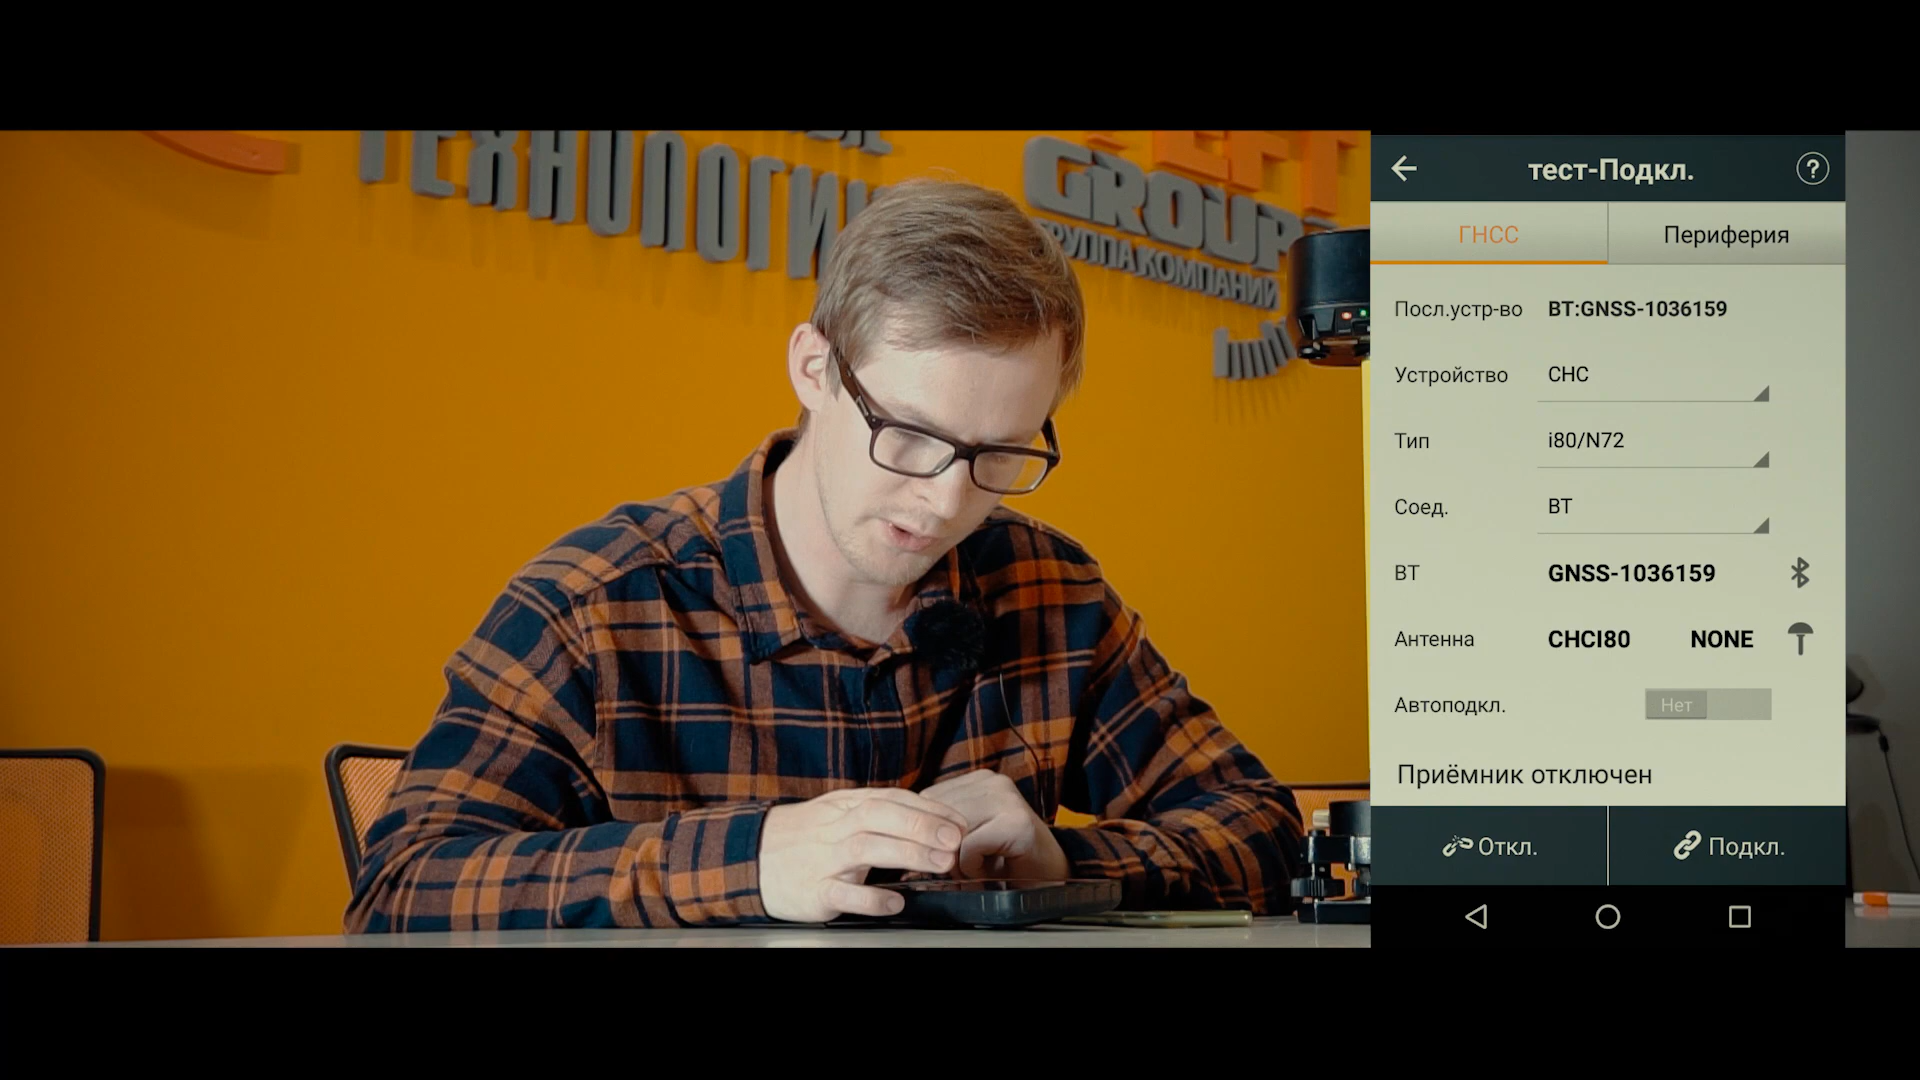 ТЕХНОЛОГИИ
GROUP
ГРУППА КОМПАНИЙ
тест-Подкл.
?
ГНСС
Периферия
Посл.устр-во
BT:GNSS-1036159
Устройство
CHC
Тип
i80/N72
Соед.
BT
BT
GNSS-1036159
Антенна
CHCI80
NONE
Автоподкл.
Нет
Приёмник отключен
Откл.
Подкл.